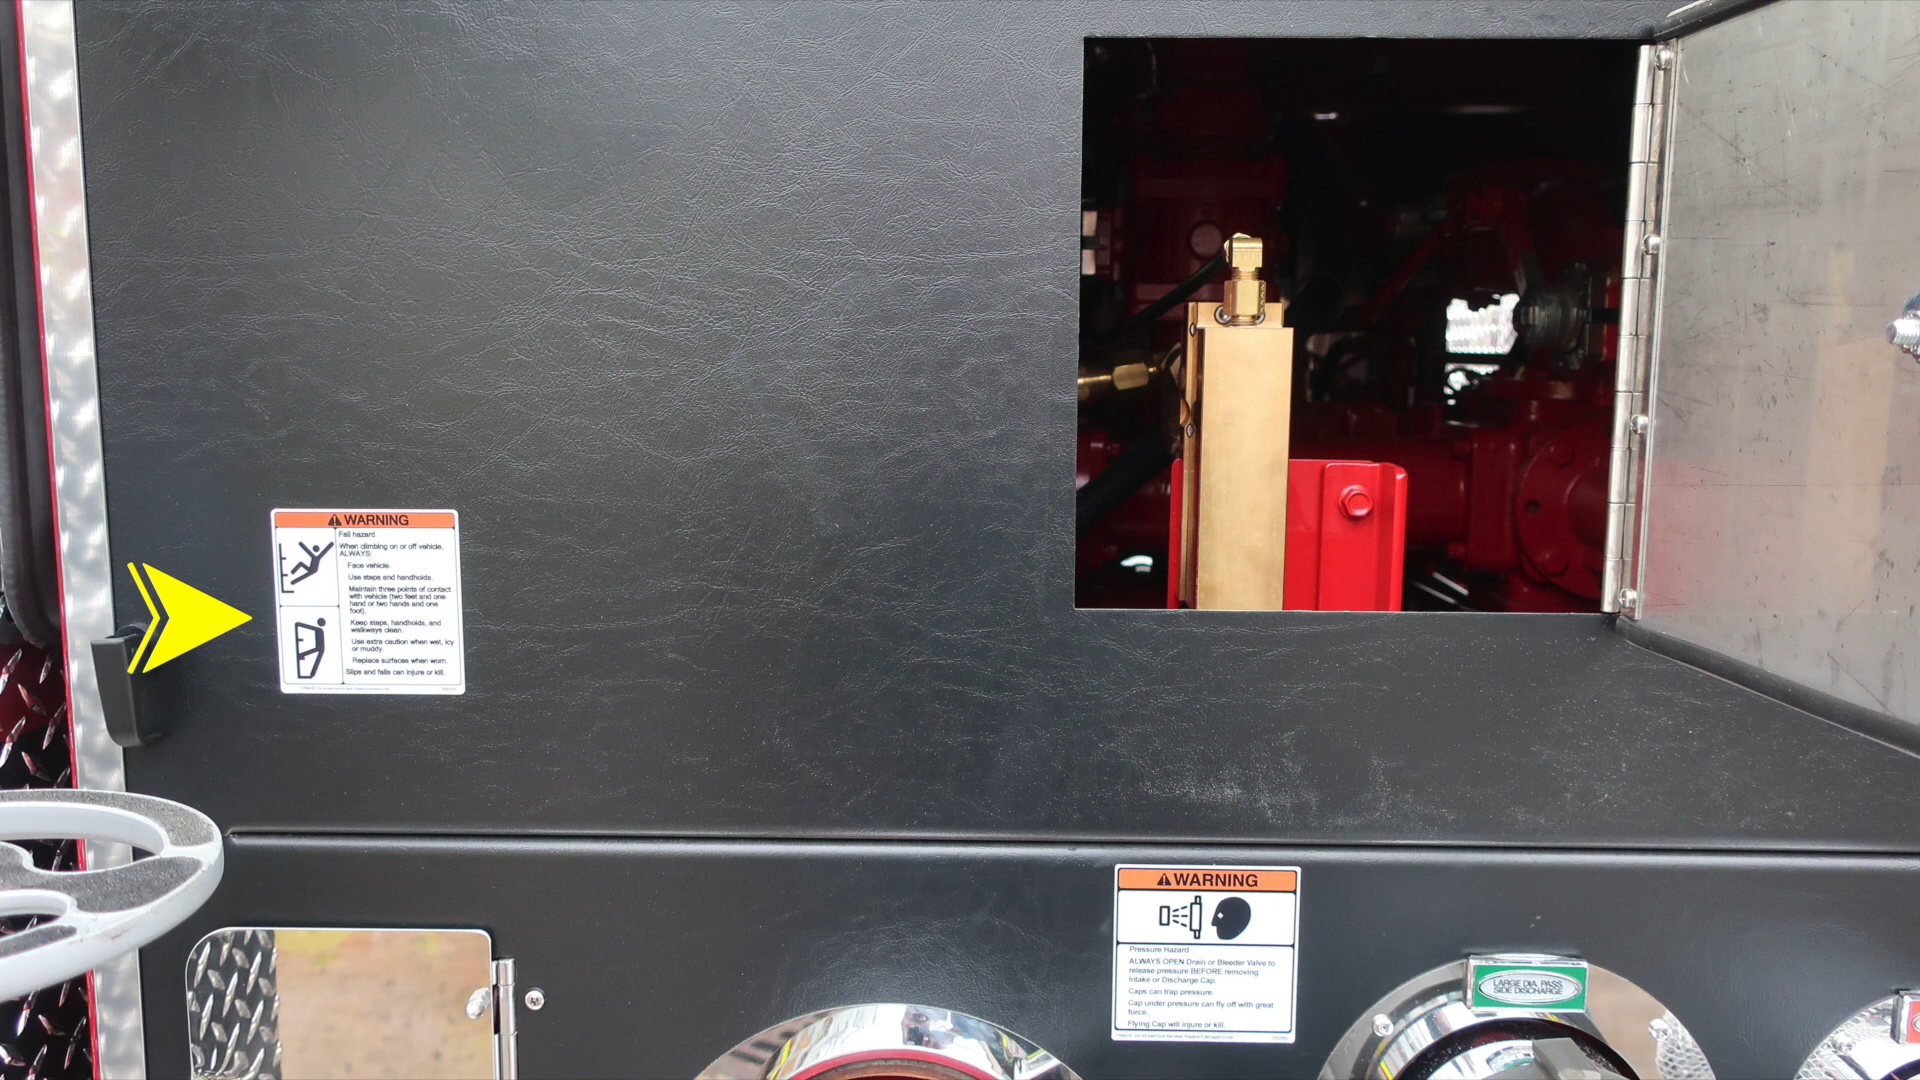 WARNING
Fall hazard
When climbing on or off vehicle,
ALWAYS:
Face vehicle.
Use steps and handholds.
Maintain three points of contact
with vehicle (two feet and one
hand or two hands and one
foot).
Keep steps, handholds, and
walkways clean.
Use extra caution when wet, icy
or muddy.
Replace surfaces when worn.
Slips and falls can injure or kill.
WARNING
Pressure Hazard
ALWAYS OPEN Drain or Bleeder Valve to
release pressure BEFORE removing
Intake or Discharge Cap.
Caps can trap pressure.
Cap under pressure can fly off with great
force.
Flying Cap will injure or kill.
LARGE DIA. PASS.
SIDE DISCHARGE